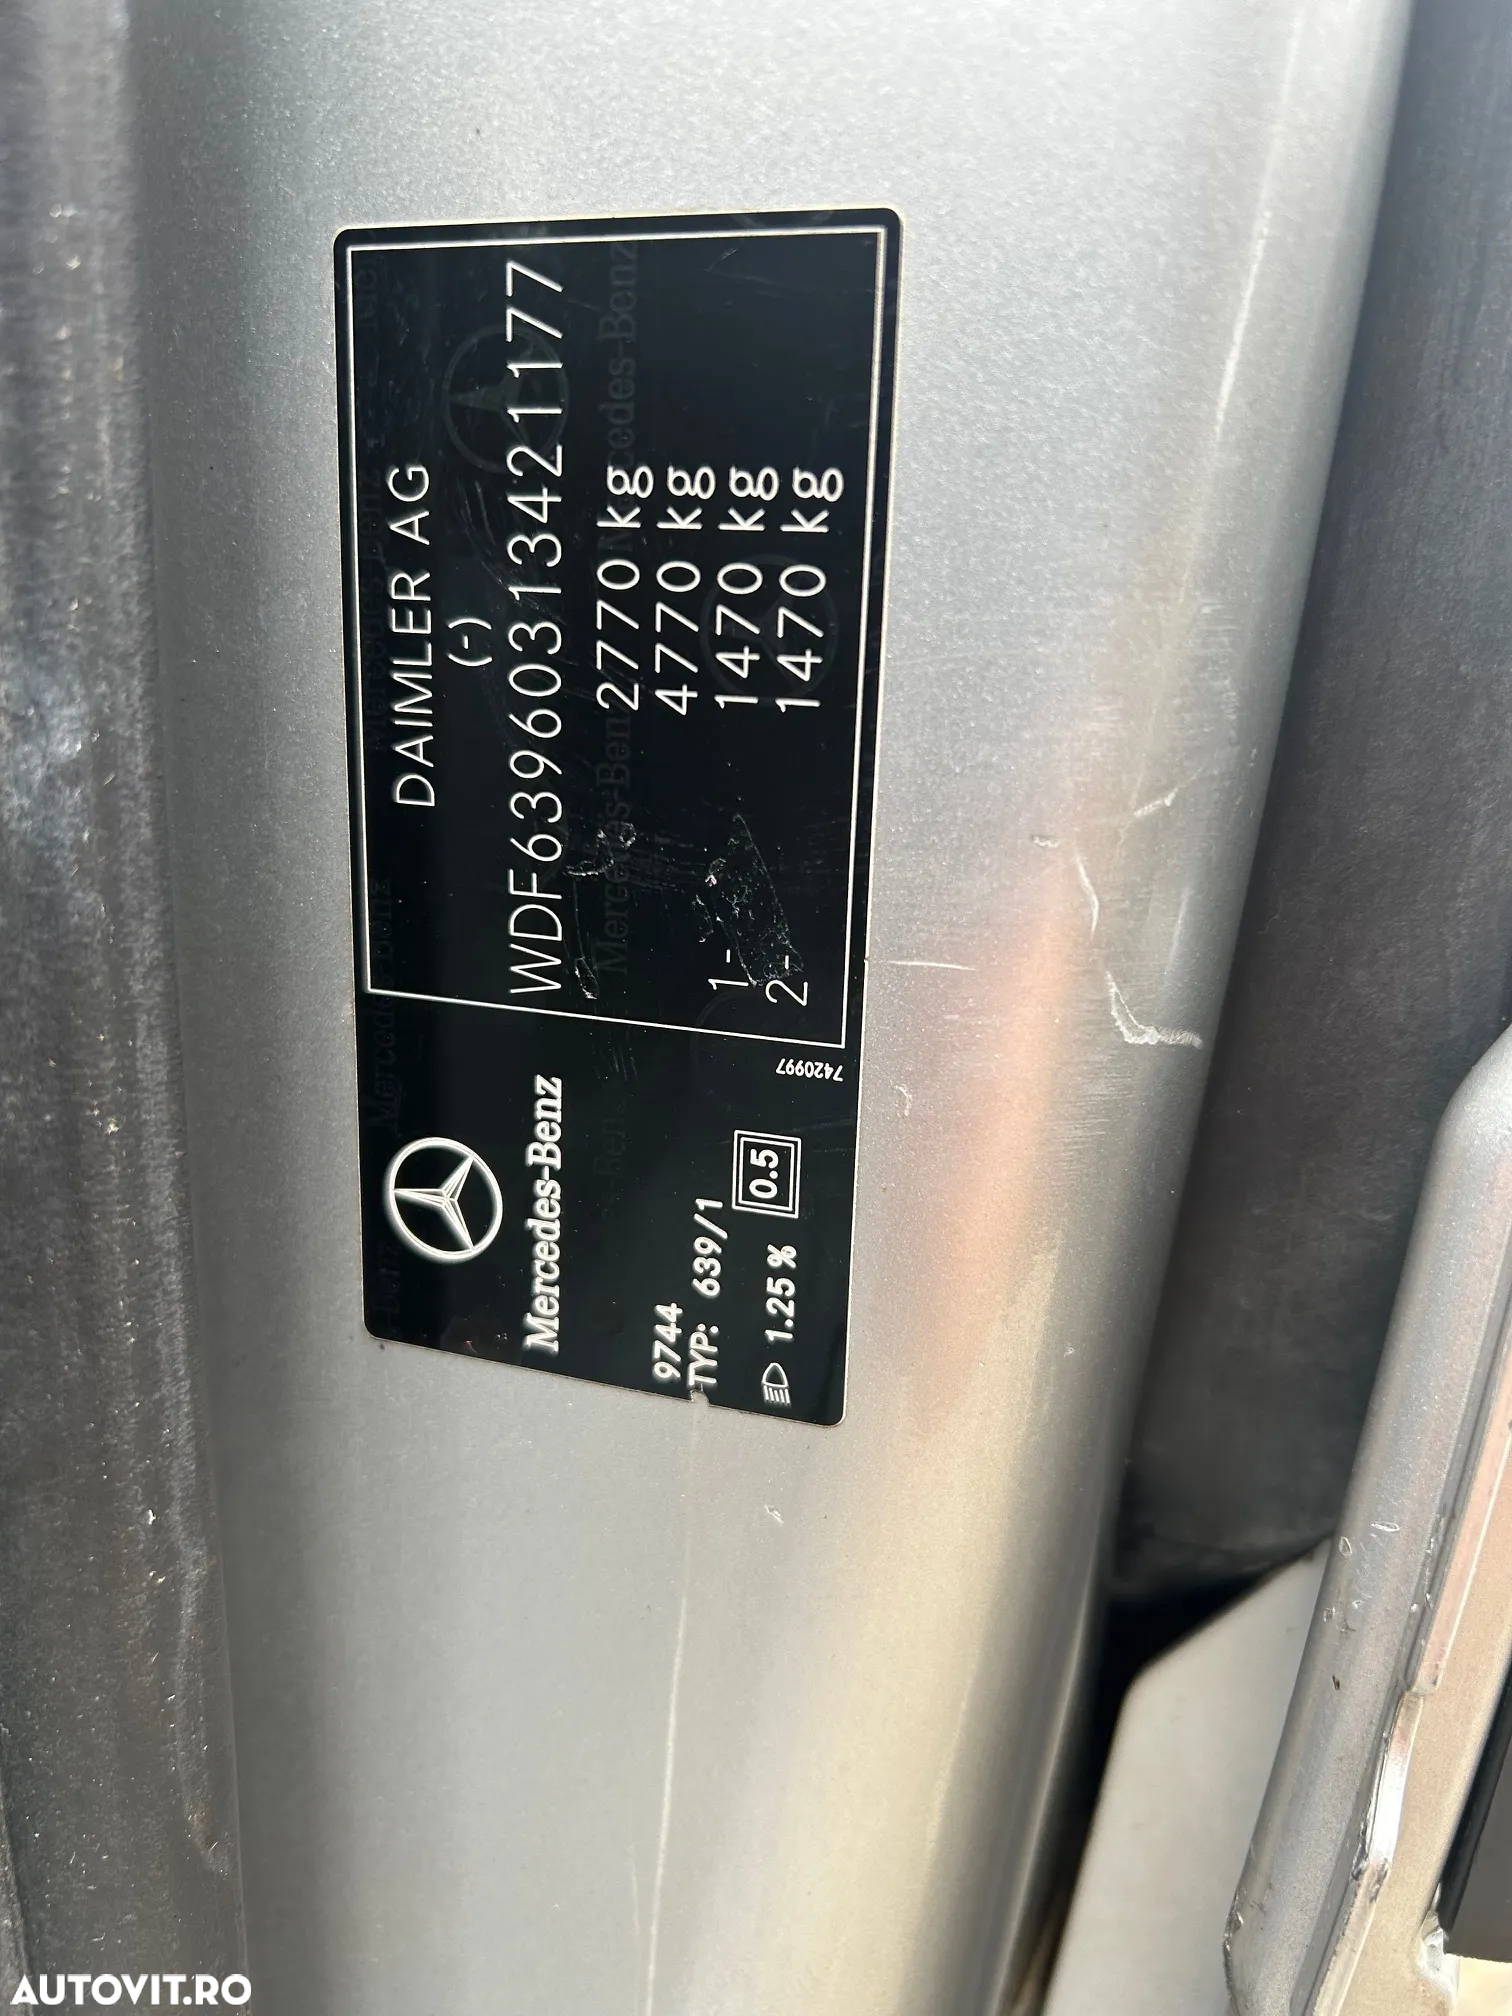 DAIMLER AG
(-)
WDF63960313421177
2770 kg
4770 kg
1- 1470 kg
2- 1470 kg
7420997
Mercedes-Benz
9744
TYP: 639/1
1.25 %
0.5
AUTOVIT.RO